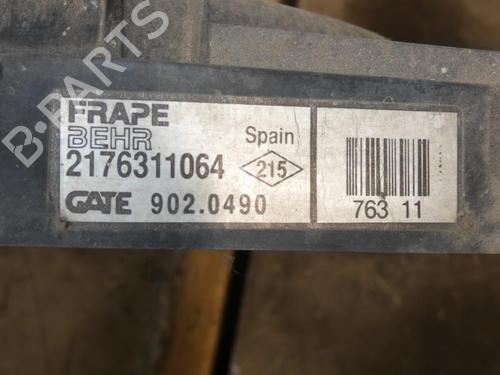 FRAPE
BEHR
Spain
2176311064
215
GATE 902.0490
763 11
B-PARTS